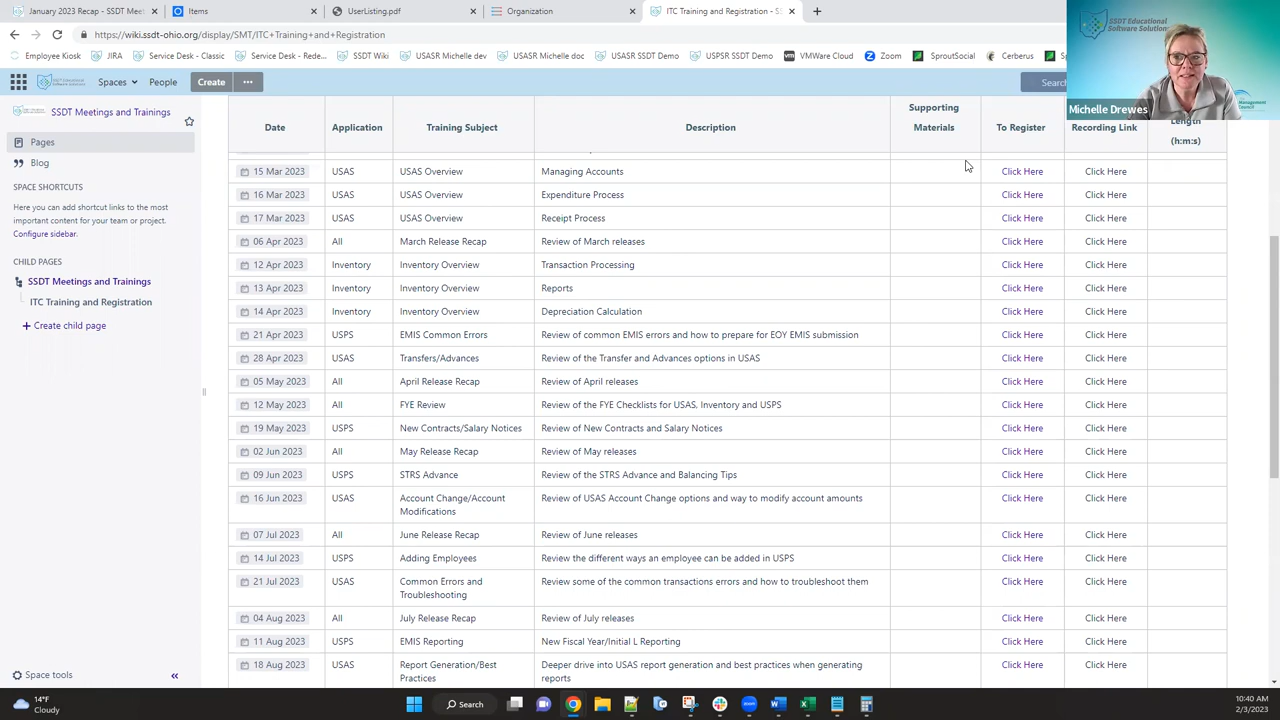 January 2023 Recap - SSDT Meet
Items
UserListing.pdf
Organization
ITC Training and Registration - SS
https://wiki.ssdt-ohio.org/display/SMT/ITC+Training+and+Registration
Employee Kiosk
JIRA
Service Desk - Classic
Service Desk - Rede...
SSDT Wiki
USASR Michelle dev
USASR Michelle doc
USASR SSDT Demo
USPSR SSDT Demo
VMWare Cloud
Zoom
SproutSocial
Cerberus
Spaces
People
Create
Search
SSDT Educational
Software Solutions
Michelle Drewes
Management
Council
SSDT Meetings and Trainings
Pages
Blog
SPACE SHORTCUTS
Here you can add shortcut links to the most
important content for your team or project.
Configure sidebar.
CHILD PAGES
SSDT Meetings and Trainings
ITC Training and Registration
+ Create child page
Space tools
Date Application Training Subject Description Supporting Materials To Register Recording Link Length (h:m:s)
15 Mar 2023 USAS USAS Overview Managing Accounts Click Here Click Here
16 Mar 2023 USAS USAS Overview Expenditure Process Click Here Click Here
17 Mar 2023 USAS USAS Overview Receipt Process Click Here Click Here
06 Apr 2023 All March Release Recap Review of March releases Click Here Click Here
12 Apr 2023 Inventory Inventory Overview Transaction Processing Click Here Click Here
13 Apr 2023 Inventory Inventory Overview Reports Click Here Click Here
14 Apr 2023 Inventory Inventory Overview Depreciation Calculation Click Here Click Here
21 Apr 2023 USPS EMIS Common Errors Review of common EMIS errors and how to prepare for EOY EMIS submission Click Here Click Here
28 Apr 2023 USAS Transfers/Advances Review of the Transfer and Advances options in USAS Click Here Click Here
05 May 2023 All April Release Recap Review of April releases Click Here Click Here
12 May 2023 All FYE Review Review of the FYE Checklists for USAS, Inventory and USPS Click Here Click Here
19 May 2023 USPS New Contracts/Salary Notices Review of New Contracts and Salary Notices Click Here Click Here
02 Jun 2023 All May Release Recap Review of May releases Click Here Click Here
09 Jun 2023 USPS STRS Advance Review of the STRS Advance and Balancing Tips Click Here Click Here
16 Jun 2023 USAS Account Change/Account Modifications Review of USAS Account Change options and way to modify account amounts Click Here Click Here
07 Jul 2023 All June Release Recap Review of June releases Click Here Click Here
14 Jul 2023 USPS Adding Employees Review the different ways an employee can be added in USPS Click Here Click Here
21 Jul 2023 USAS Common Errors and Troubleshooting Review some of the common transactions errors and how to troubleshoot them Click Here Click Here
04 Aug 2023 All July Release Recap Review of July releases Click Here Click Here
11 Aug 2023 USPS EMIS Reporting New Fiscal Year/Initial L Reporting Click Here Click Here
18 Aug 2023 USAS Report Generation/Best Practices Deeper drive into USAS report generation and best practices when generating reports Click Here Click Here
14°F
Cloudy
Search
10:40 AM
2/3/2023